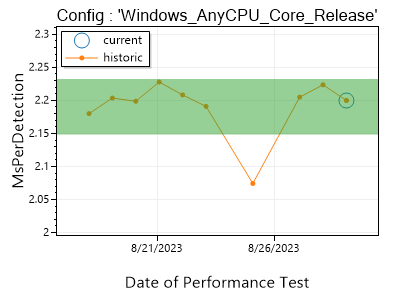 Config : 'Windows_AnyCPU_Core_Release'
current
historic
2.3
2.25
2.2
2.15
2.1
2.05
2
MsPerDetection
8/21/2023
8/26/2023
Date of Performance Test